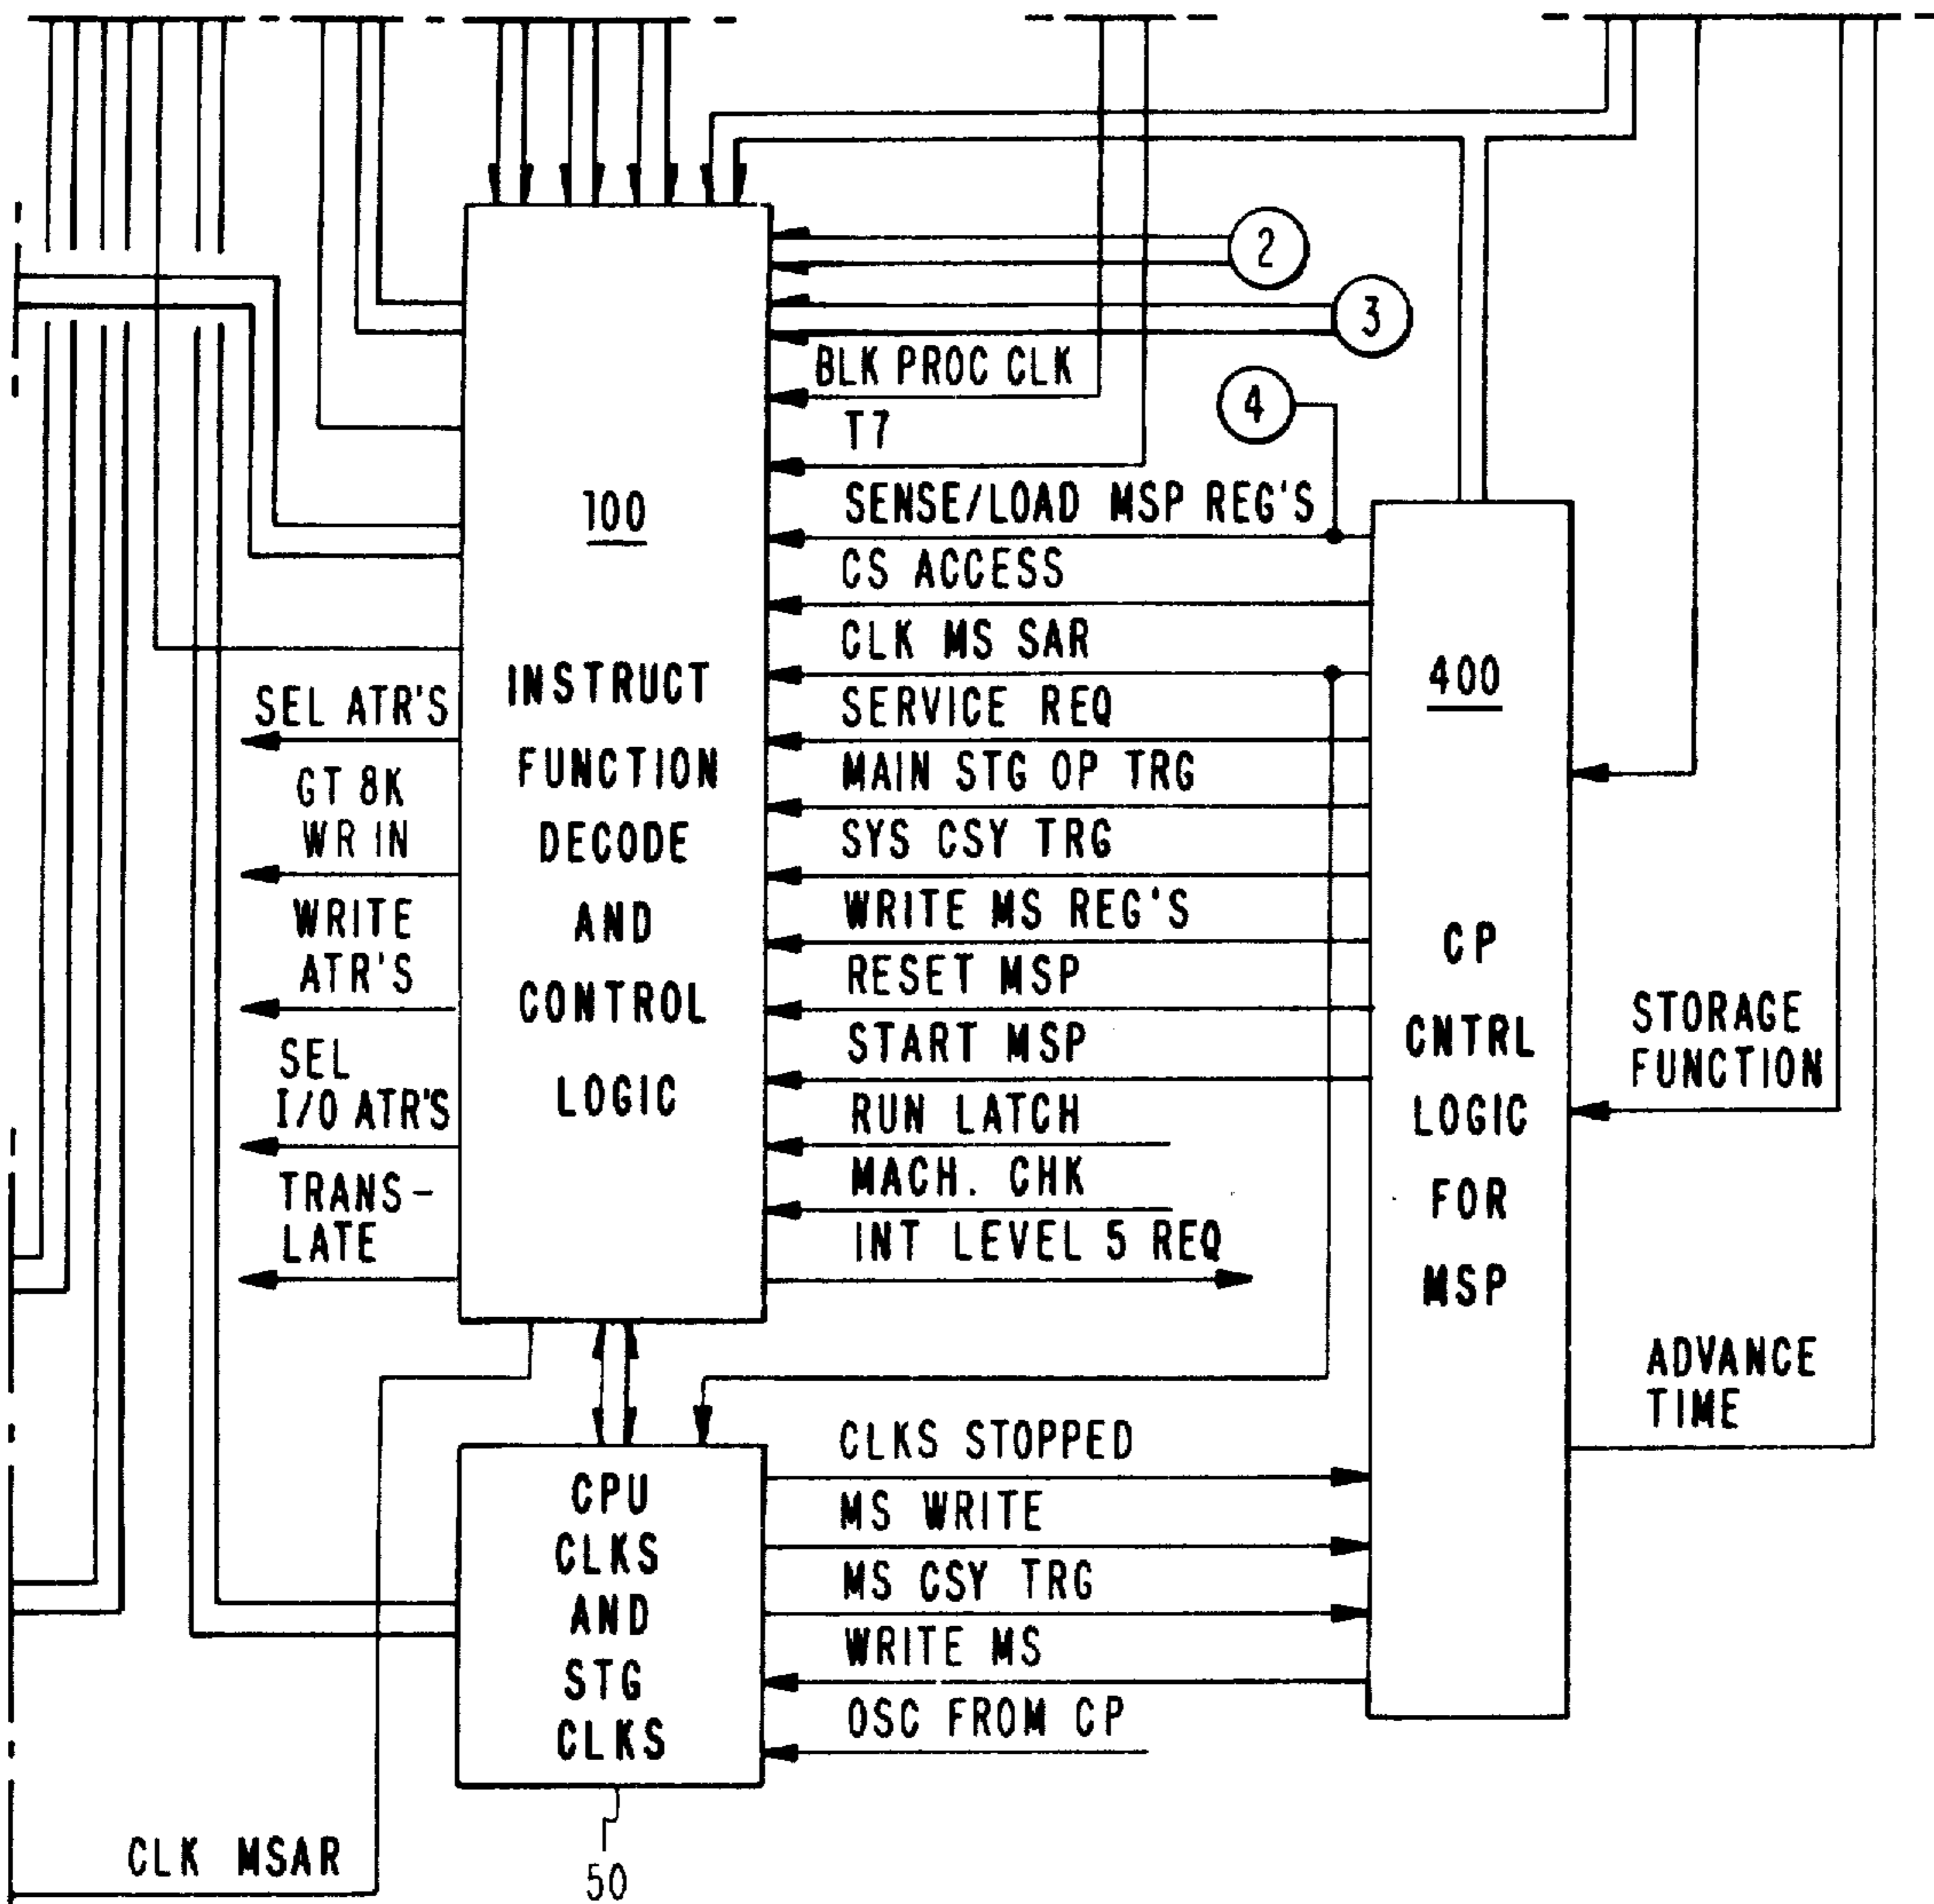 2
3
BLK PROC CLK
4
T7
SENSE/LOAD MSP REG'S
CS ACCESS
CLK MS SAR
SERVICE REQ
MAIN STG OP TRG
SYS CSY TRG
WRITE MS REG'S
RESET MSP
START MSP
RUN LATCH
MACH. CHK
INT LEVEL 5 REQ
100
INSTRUCT
FUNCTION
DECODE
AND
CONTROL
LOGIC
SEL ATR'S
GT 8K
WR IN
WRITE
ATR'S
SEL
I/O ATR'S
TRANS-
LATE
400
CP
CNTRL
LOGIC
FOR
MSP
STORAGE
FUNCTION
ADVANCE
TIME
CPU
CLKS
AND
STG
CLKS
CLKS STOPPED
MS WRITE
MS CSY TRG
WRITE MS
OSC FROM CP
CLK MSAR
50